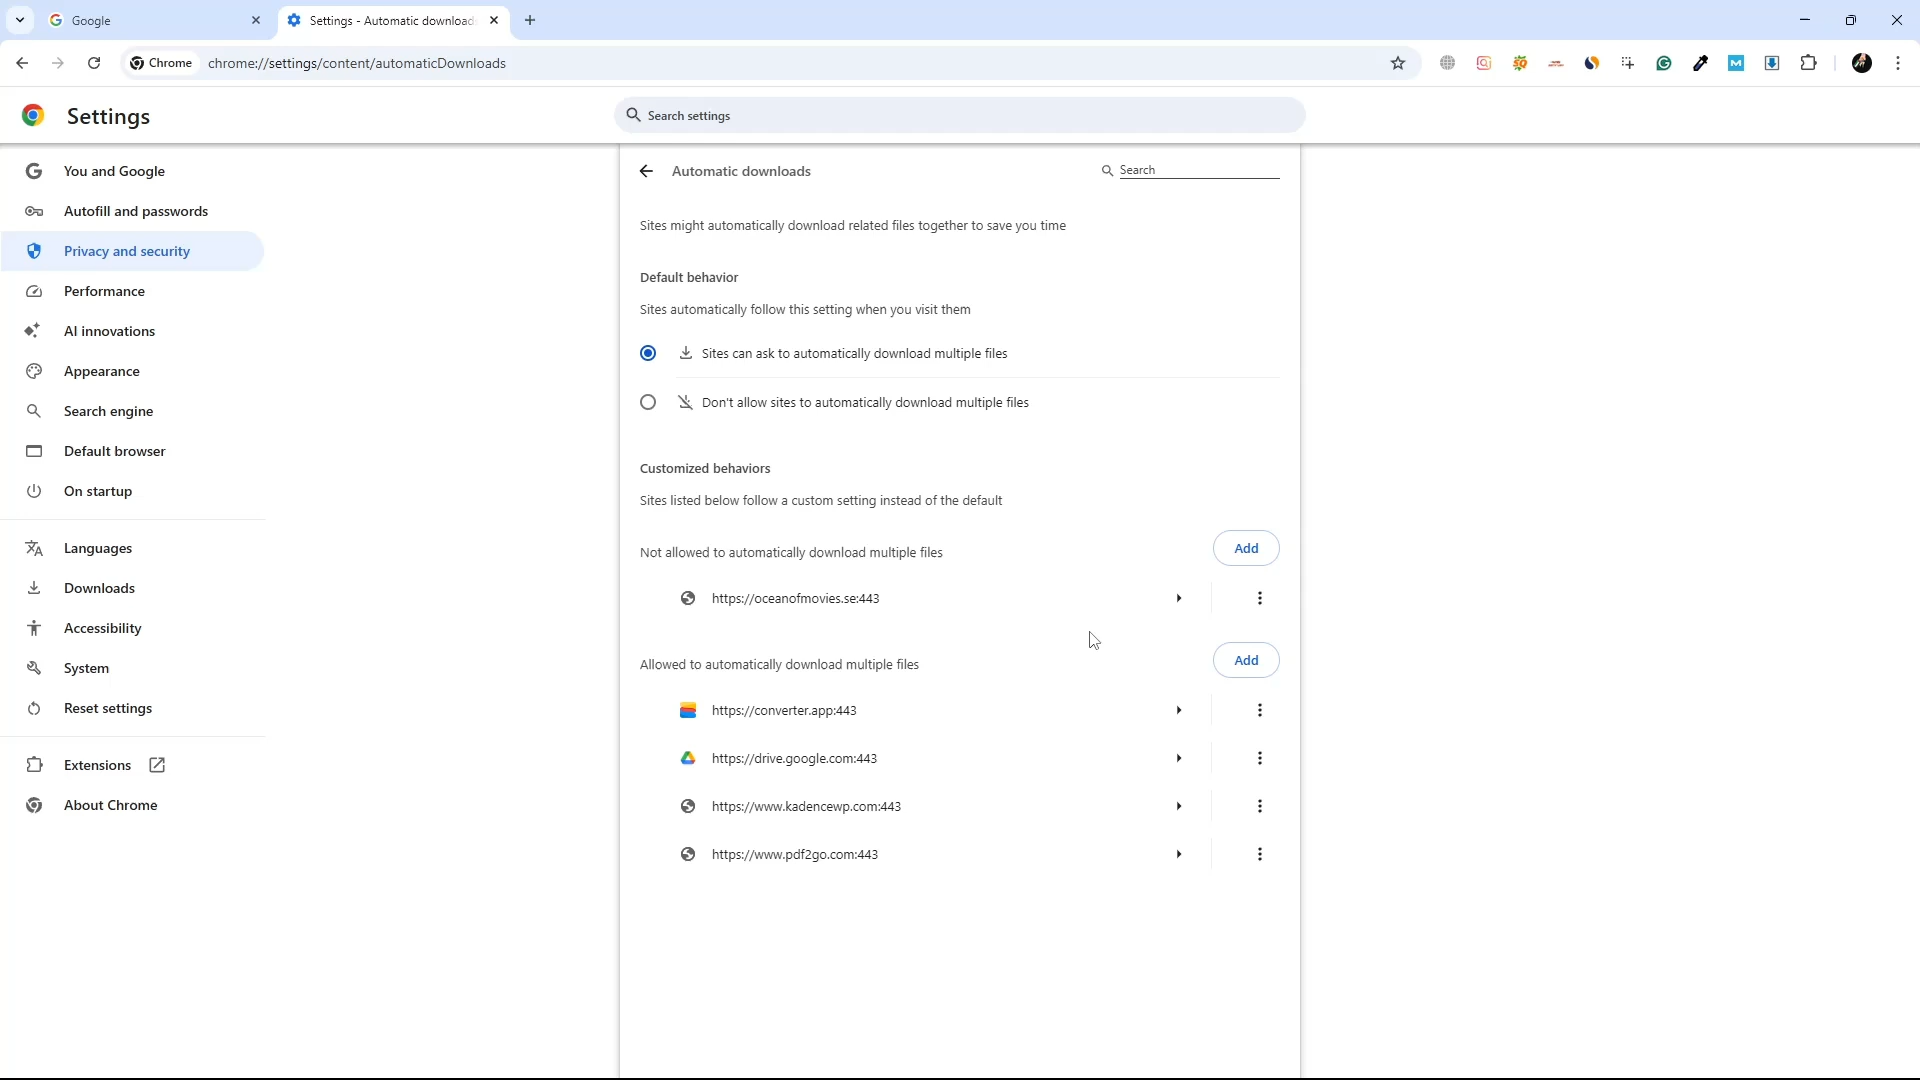 Google
Settings - Automatic download
Chrome
chrome://settings/content/automaticDownloads
Settings
Search settings
You and Google
Autofill and passwords
Privacy and security
Performance
AI innovations
Appearance
Search engine
Default browser
On startup
Languages
Downloads
Accessibility
System
Reset settings
Extensions
About Chrome
Automatic downloads
Search
Sites might automatically download related files together to save you time
Default behavior
Sites automatically follow this setting when you visit them
Sites can ask to automatically download multiple files
Don't allow sites to automatically download multiple files
Customized behaviors
Sites listed below follow a custom setting instead of the default
Not allowed to automatically download multiple files
Add
https://oceanofmovies.se:443
Allowed to automatically download multiple files
Add
https://converter.app:443
https://drive.google.com:443
https://www.kadencewp.com:443
https://www.pdf2go.com:443